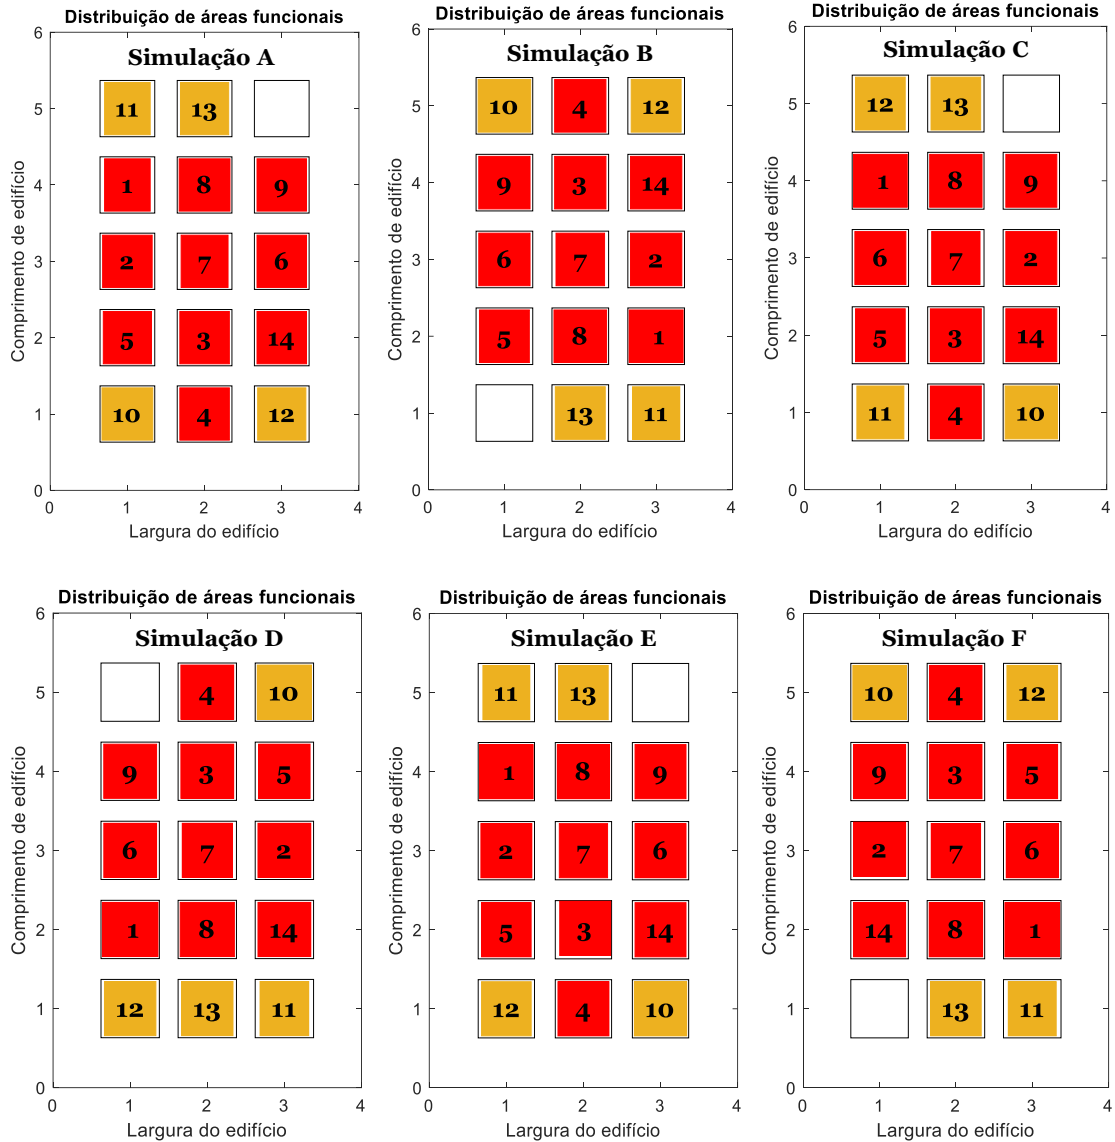 Distribuição de áreas funcionais
Simulação A
Comprimento de edifício
6
5
4
3
2
1
0
11 13
1 8 9
2 7 6
5 3 14
10 4 12
0 1 2 3 4
Largura do edifício
Distribuição de áreas funcionais
Simulação B
Comprimento de edifício
6
5
4
3
2
1
0
10 4 12
9 3 14
6 7 2
5 8 1
13 11
0 1 2 3 4
Largura do edifício
Distribuição de áreas funcionais
Simulação C
Comprimento de edifício
6
5
4
3
2
1
0
12 13
1 8 9
6 7 2
5 3 14
11 4 10
0 1 2 3 4
Largura do edifício
Distribuição de áreas funcionais
Simulação D
Comprimento de edifício
6
5
4
3
2
1
0
4 10
9 3 5
6 7 2
1 8 14
12 13 11
0 1 2 3 4
Largura do edifício
Distribuição de áreas funcionais
Simulação E
Comprimento de edifício
6
5
4
3
2
1
0
11 13
1 8 9
2 7 6
5 3 14
12 4 10
0 1 2 3 4
Largura do edifício
Distribuição de áreas funcionais
Simulação F
Comprimento de edifício
6
5
4
3
2
1
0
10 4 12
9 3 5
2 7 6
14 8 1
13 11
0 1 2 3 4
Largura do edifício